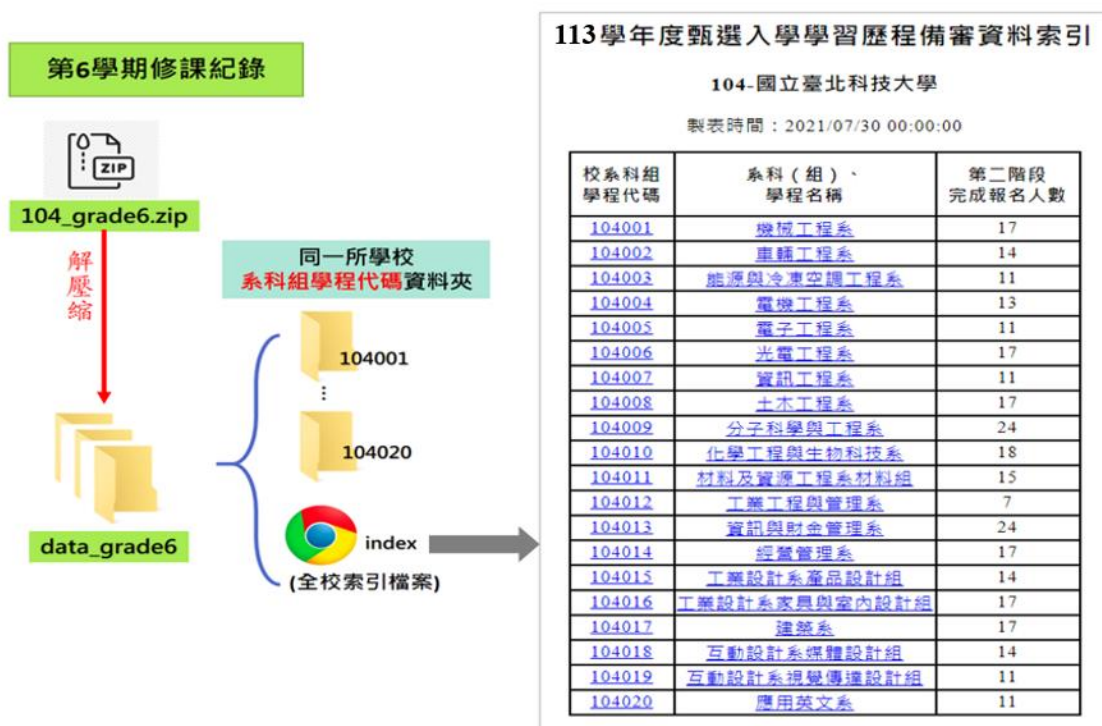 第6學期修課紀錄
ZIP
104_grade6.zip
解壓縮
data_grade6
同一所學校
系科組學程代碼資料夾
104001
⋮
104020
index
(全校索引檔案)
113學年度甄選入學學習歷程備審資料索引
104-國立臺北科技大學
製表時間：2021/07/30 00:00:00
校系科組
學程代碼
系科（組）、
學程名稱
第二階段
完成報名人數
104001 機械工程系 17
104002 車輛工程系 14
104003 能源與冷凍空調工程系 11
104004 電機工程系 13
104005 電子工程系 11
104006 光電工程系 17
104007 資訊工程系 11
104008 土木工程系 17
104009 分子科學與工程系 24
104010 化學工程與生物科技系 18
104011 材料及資源工程系材料組 15
104012 工業工程與管理系 7
104013 資訊與財金管理系 24
104014 經營管理系 17
104015 工業設計系產品設計組 14
104016 工業設計系家具與室內設計組 17
104017 建築系 17
104018 互動設計系媒體設計組 14
104019 互動設計系視覺傳達設計組 11
104020 應用英文系 11